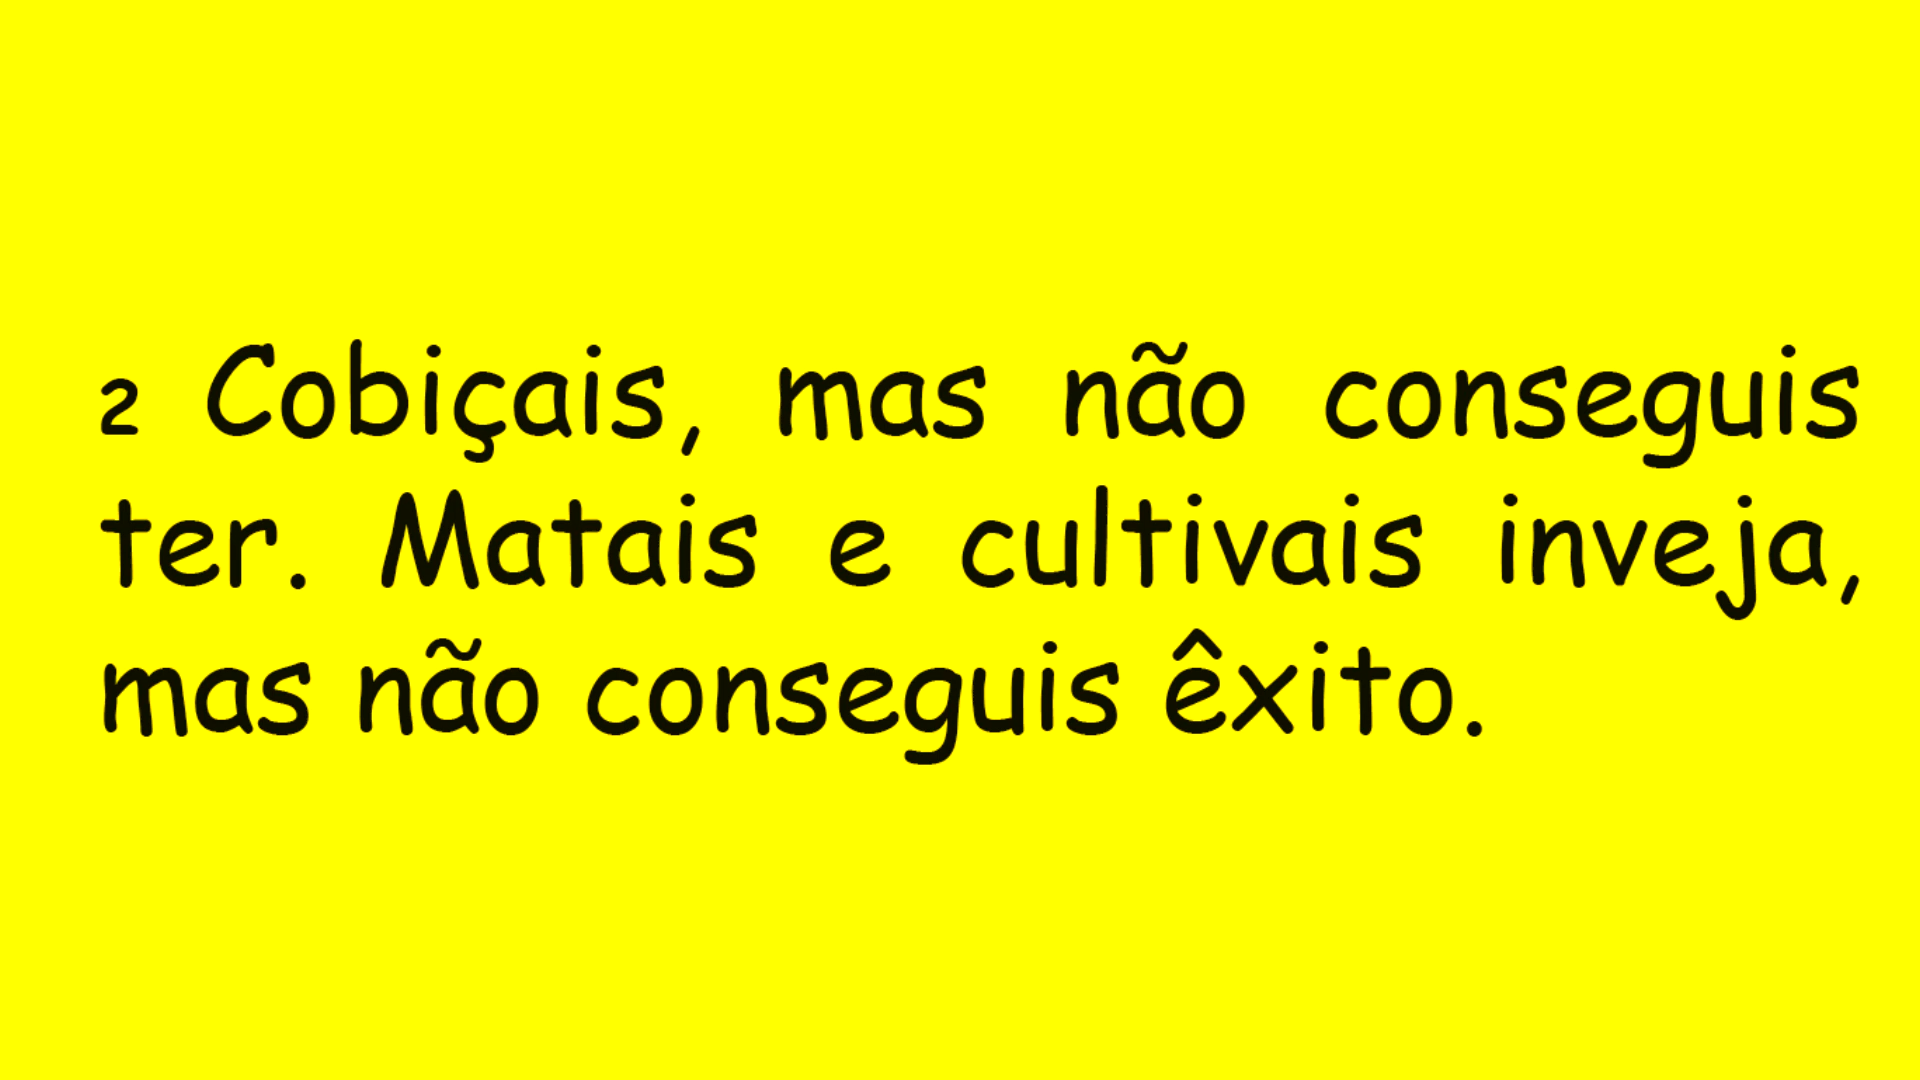 2 Cobiçais, mas não conseguis
ter. Matais e cultivais inveja,
mas não conseguis êxito.